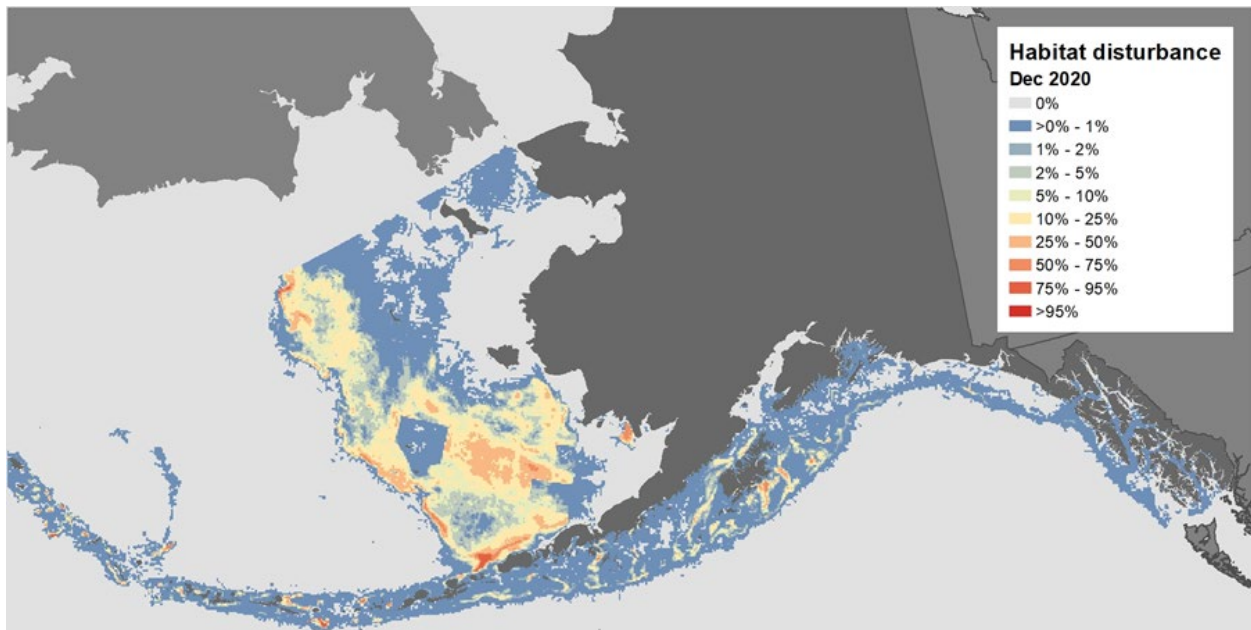 Habitat disturbance
Dec 2020
0%
>0% - 1%
1% - 2%
2% - 5%
5% - 10%
10% - 25%
25% - 50%
50% - 75%
75% - 95%
>95%